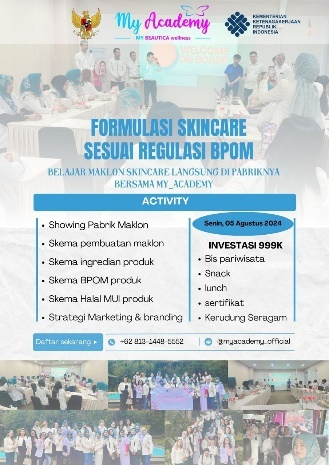 My Academy
MY BEAUTICA wellness
KEMENTERIAN
KETENAGAKERJAAN
REPUBLIK
INDONESIA
FORMULASI SKINCARE
SESUAI REGULASI BPOM
BELAJAR MAKLON SKINCARE LANGSUNG DI PABRIKNYA
BERSAMA MY_ACADEMY
ACTIVITY
• Showing Pabrik Maklon
• Skema pembuatan maklon
• Skema ingredian produk
• Skema BPOM produk
• Skema Halal MUI produk
• Strategi Marketing & branding
Senin, 05 Agustus 2024
INVESTASI 999K
• Bis pariwisata
• Snack
• lunch
• sertifikat
• Kerudung Seragam
Daftar sekarang
+62 813-1448-5552
@myacademy_official